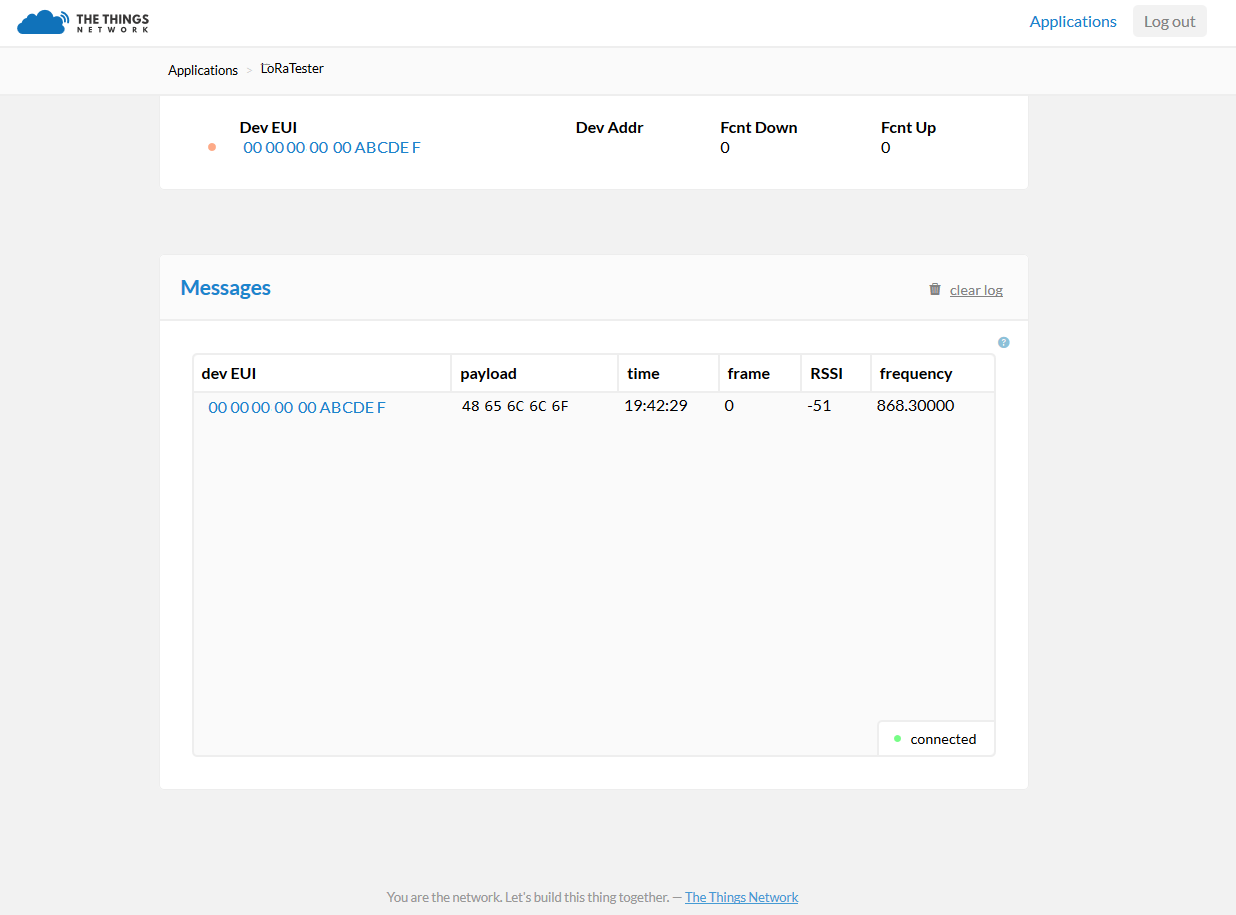 THE THINGS
NETWORK
Applications Log out
Applications > LoRaTester
Dev EUI Dev Addr Fcnt Down Fcnt Up
00 00 00 00 00 ABCDE F 0 0
Messages clear log
?
dev EUI payload time frame RSSI frequency
00 00 00 00 00 ABCDE F 48 65 6C 6C 6F 19:42:29 0 -51 868.30000
connected
You are the network. Let's build this thing together. — The Things Network